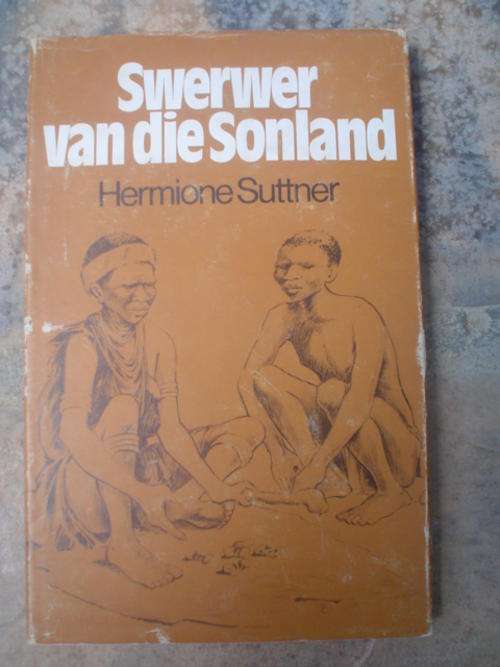 Swerwer
van die Sonland
Hermione Suttner